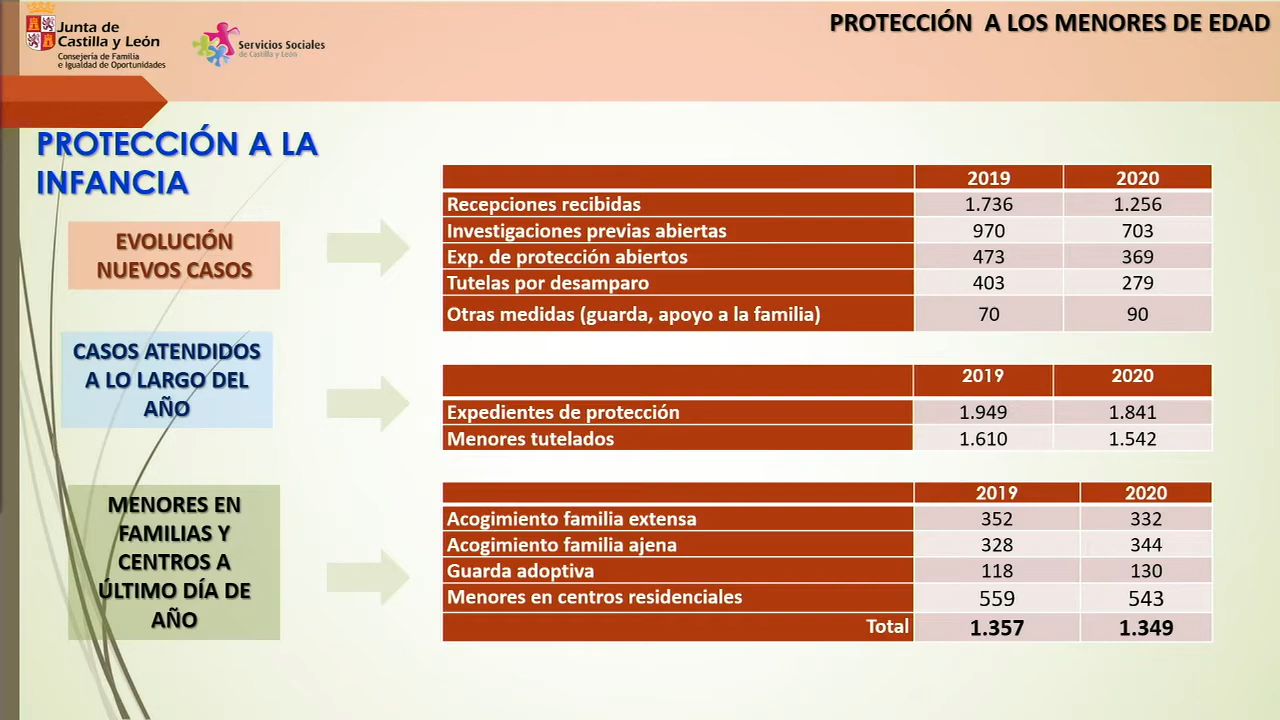 Junta de
Castilla y León
Consejería de Familia
e Igualdad de Oportunidades
Servicios Sociales
de Castilla y León
PROTECCIÓN A LOS MENORES DE EDAD
PROTECCIÓN A LA
INFANCIA
EVOLUCIÓN
NUEVOS CASOS
2019 2020
Recepciones recibidas 1.736 1.256
Investigaciones previas abiertas 970 703
Exp. de protección abiertos 473 369
Tutelas por desamparo 403 279
Otras medidas (guarda, apoyo a la familia) 70 90
CASOS ATENDIDOS
A LO LARGO DEL
AÑO
2019 2020
Expedientes de protección 1.949 1.841
Menores tutelados 1.610 1.542
MENORES EN
FAMILIAS Y
CENTROS A
ÚLTIMO DÍA DE
AÑO
2019 2020
Acogimiento familia extensa 352 332
Acogimiento familia ajena 328 344
Guarda adoptiva 118 130
Menores en centros residenciales 559 543
Total 1.357 1.349